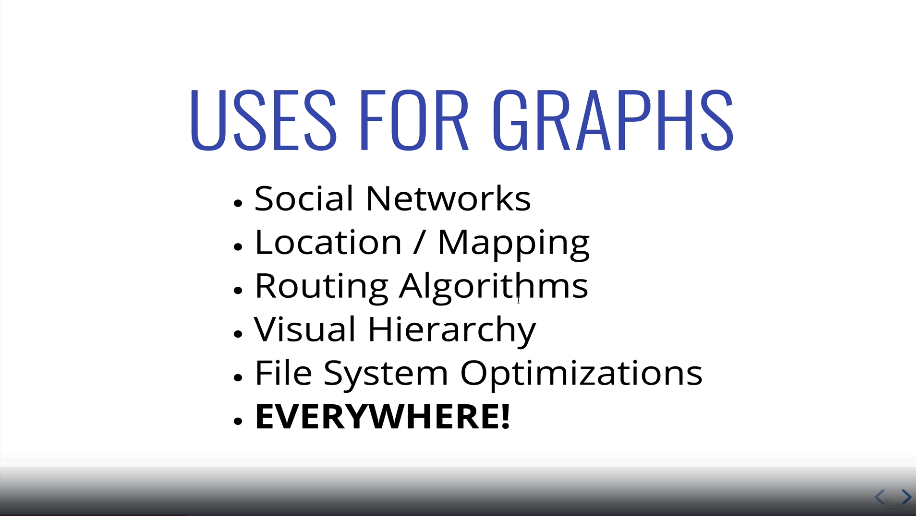 USES FOR GRAPHS
• Social Networks
• Location / Mapping
• Routing Algorithms
• Visual Hierarchy
• File System Optimizations
• EVERYWHERE!